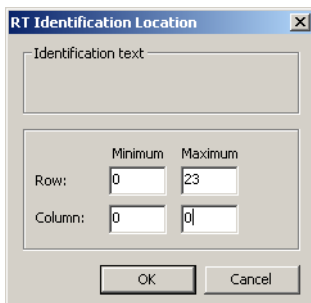 RT Identification Location
Identification text
Minimum Maximum
Row: 0 23
Column: 0 0
OK Cancel